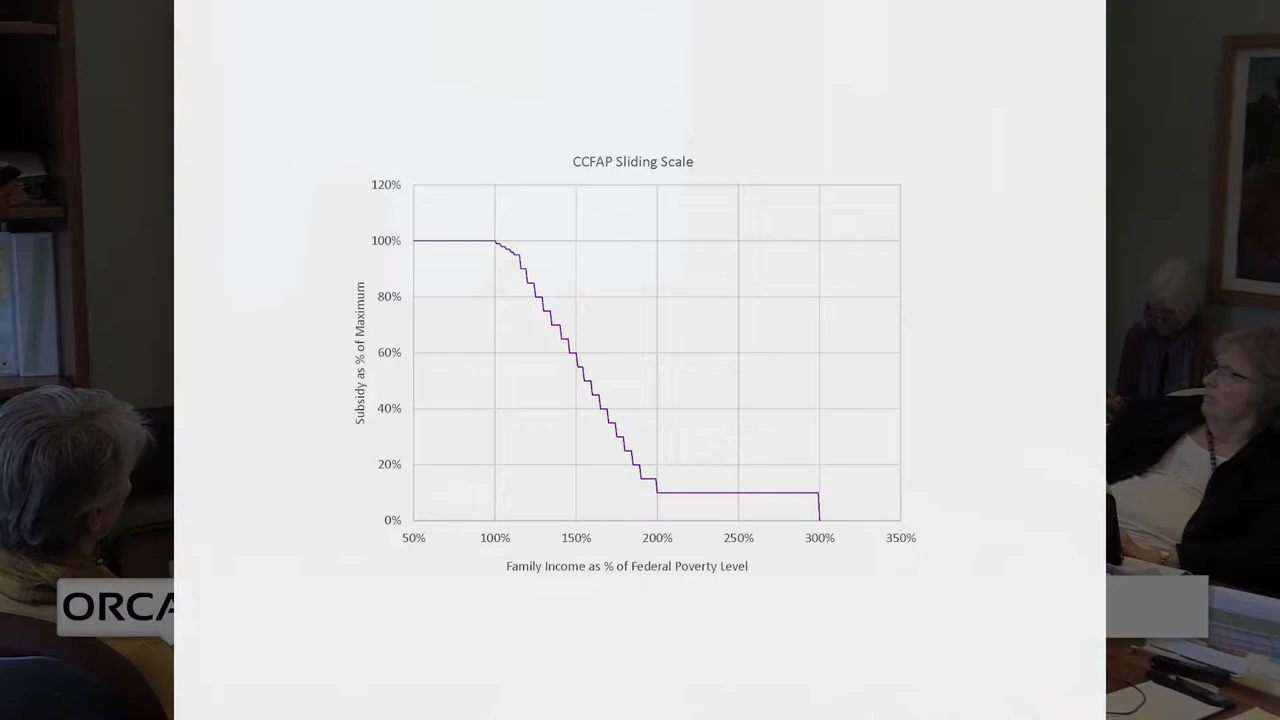 CCFAP Sliding Scale
120%
100%
80%
60%
40%
20%
0%
Subsidy as % of Maximum
50% 100% 150% 200% 250% 300% 350%
Family Income as % of Federal Poverty Level
ORCA